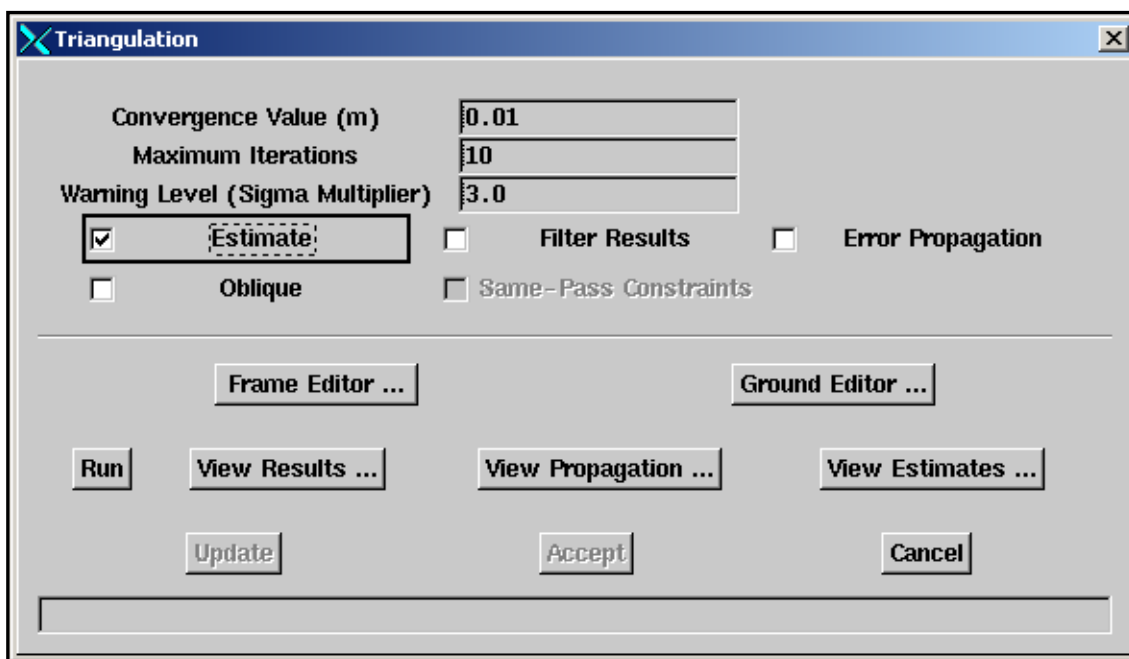 Triangulation
Convergence Value (m) 0.01
Maximum Iterations 10
Warning Level (Sigma Multiplier) 3.0
Estimate Filter Results Error Propagation
Oblique Same-Pass Constraints
Frame Editor ... Ground Editor ...
Run View Results ... View Propagation ... View Estimates ...
Update Accept Cancel